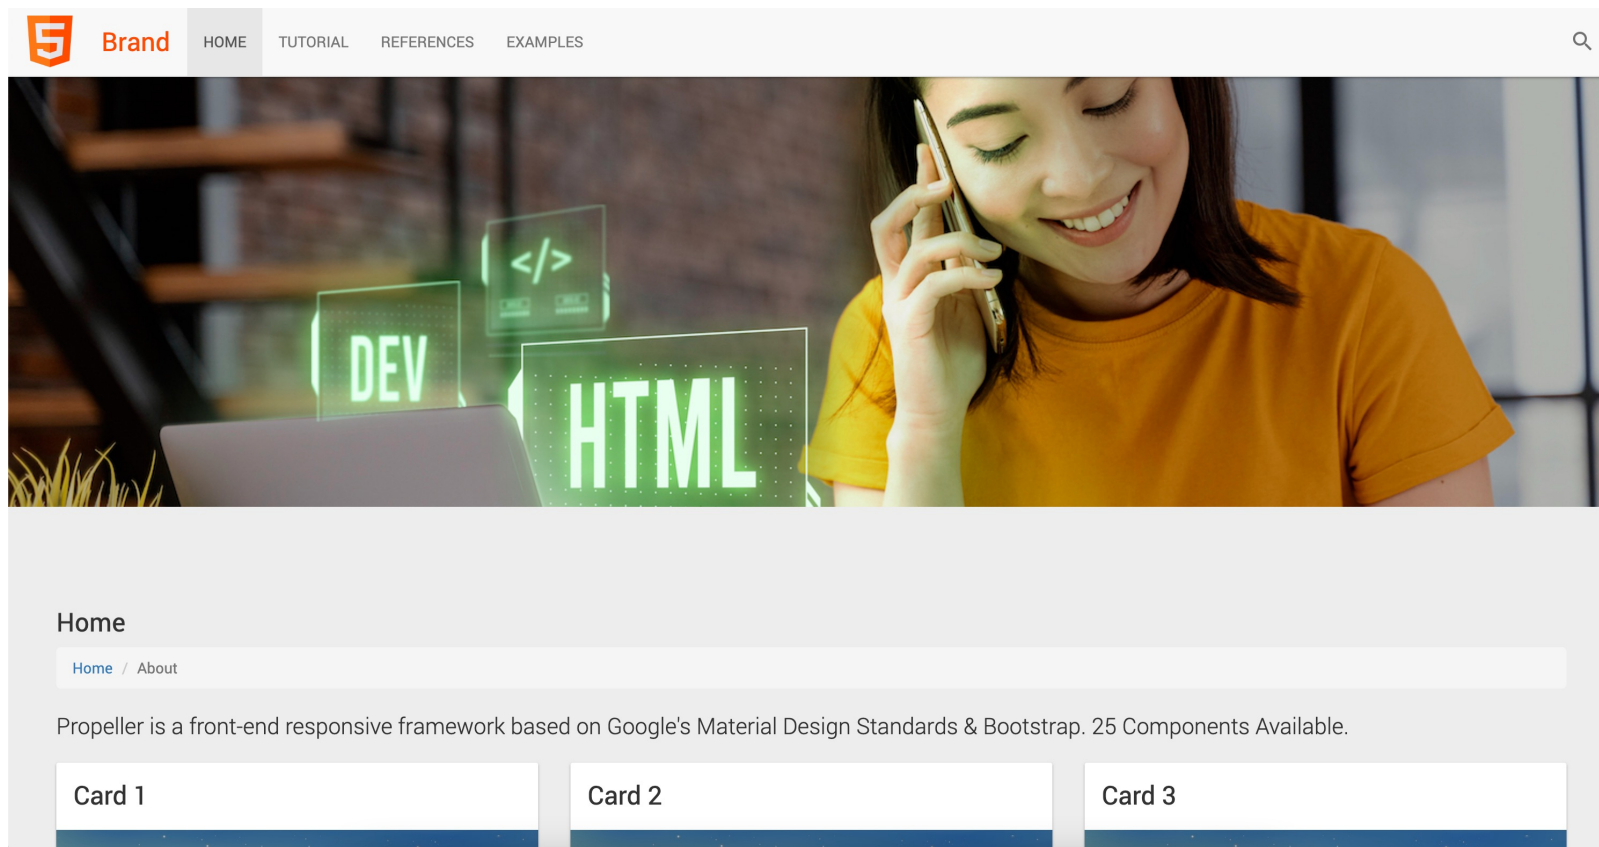 5 Brand HOME TUTORIAL REFERENCES EXAMPLES
</>
DEV
HTML
Home
Home / About
Propeller is a front-end responsive framework based on Google's Material Design Standards & Bootstrap. 25 Components Available.
Card 1 Card 2 Card 3